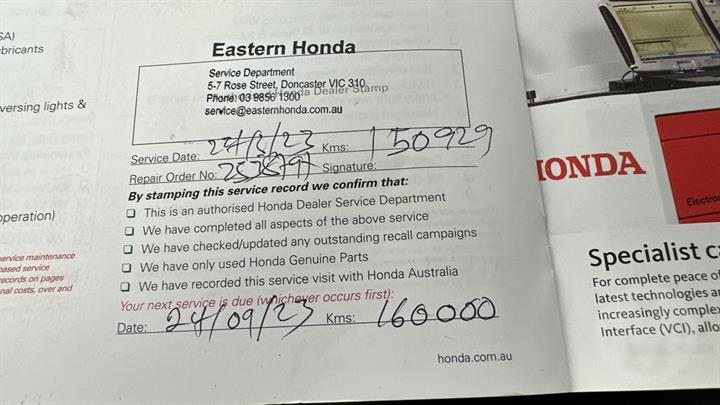 SA)
bricants
versing lights &
operation)
service maintenance
based service
records on pages
nal costs, over and
Eastern Honda
Service Department
5-7 Rose Street, Doncaster VIC 310
Honda Dealer Stamp
Phone: 03 9856 1300
service@easternhonda.com.au
Service Date: Kms: 150929
Repair Order No: Signature:
By stamping this service record we confirm that:
❑ This is an authorised Honda Dealer Service Department
❑ We have completed all aspects of the above service
❑ We have checked/updated any outstanding recall campaigns
❑ We have only used Honda Genuine Parts
❑ We have recorded this service visit with Honda Australia
Your next service is due (whichever occurs first):
Date: 24/09/23 Kms: 160000
honda.com.au
HONDA
Electro
Specialist c
For complete peace of
latest technologies a
increasingly comple
Interface (VCI), allo